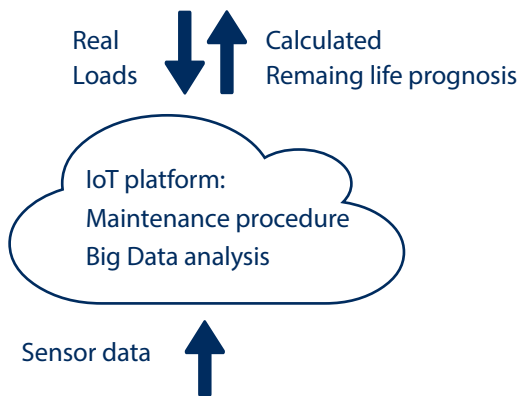 Real
Loads
Calculated
Remaing life prognosis
IoT platform:
Maintenance procedure
Big Data analysis
Sensor data